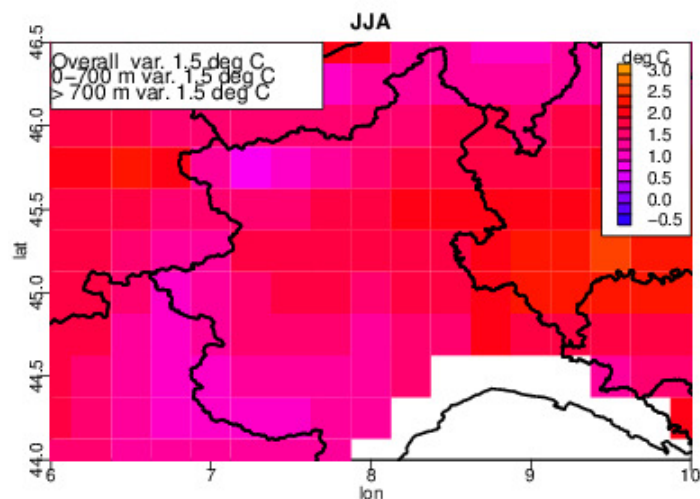 JJA
Overall var. 1.5 deg C
0−700 m var. 1.5 deg C
> 700 m var. 1.5 deg C
deg C
3.0
2.5
2.0
1.5
1.0
0.5
0.0
−0.5
46.5
46.0
45.5
45.0
44.5
44.0
lat
6 7 8 9 10
lon